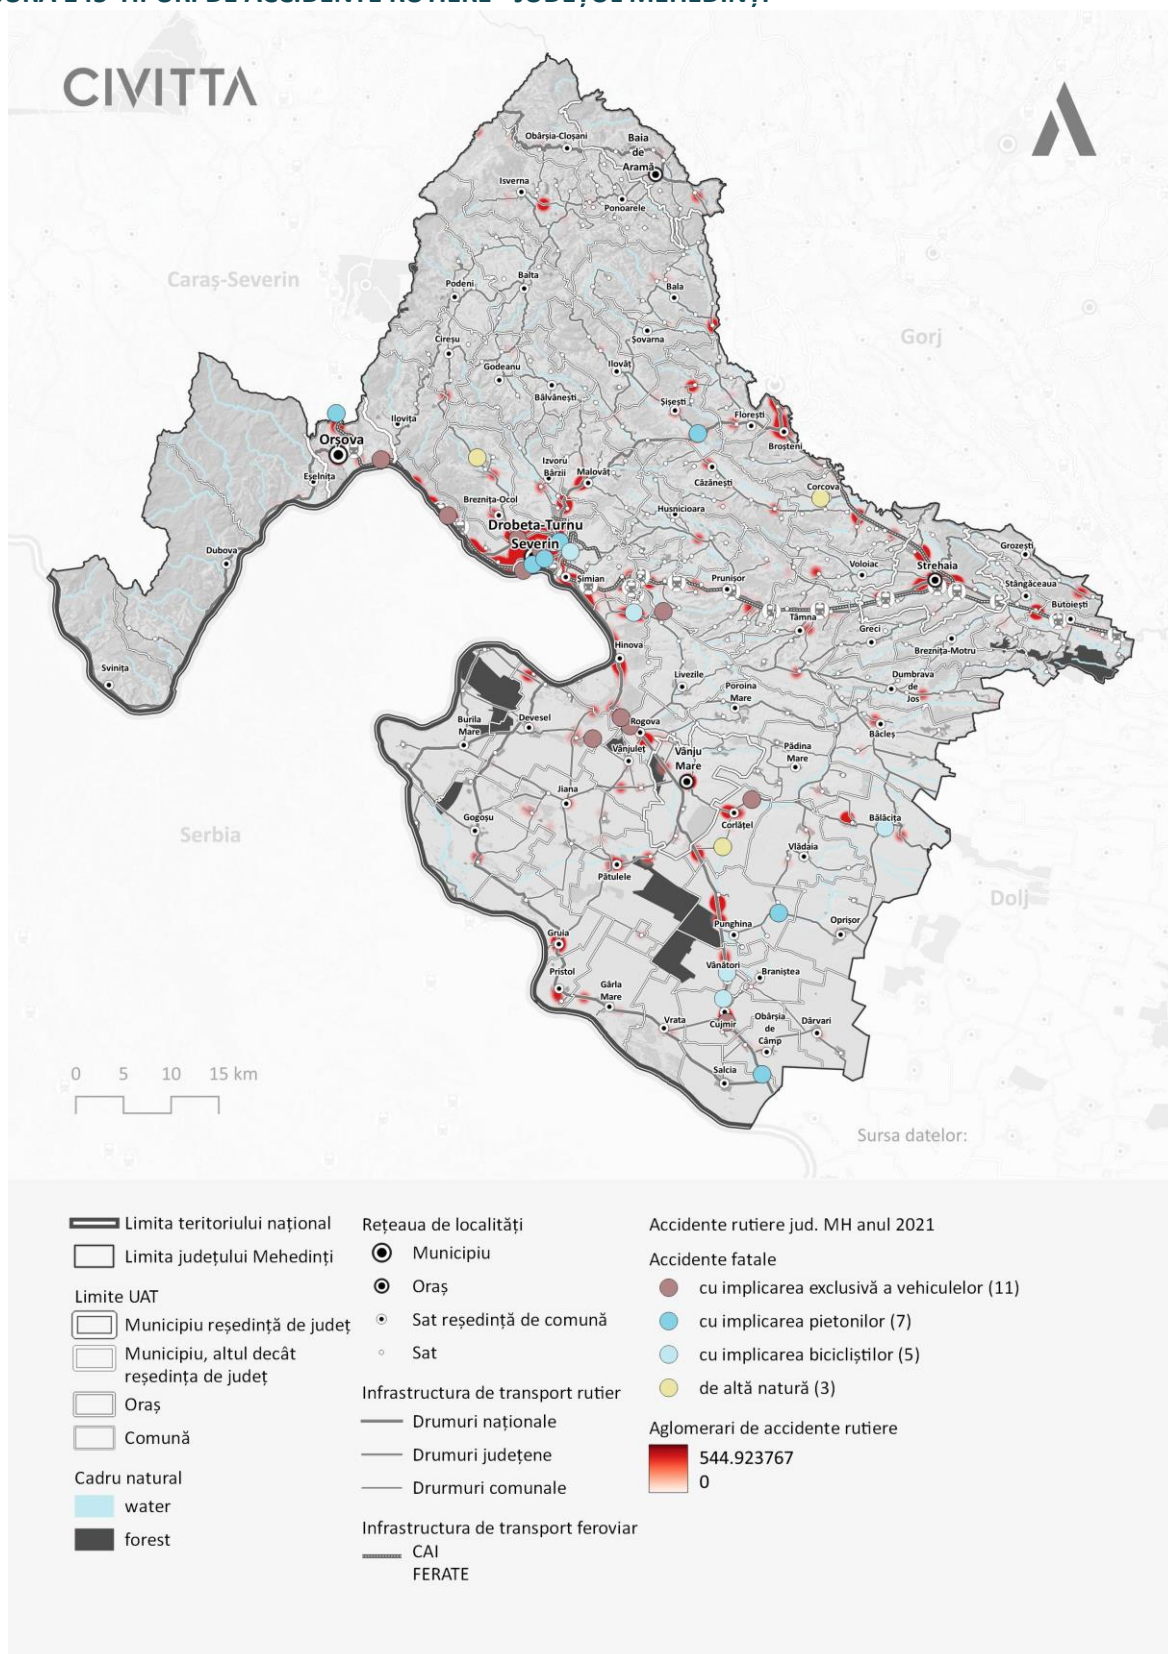 TIPURI DE ACCIDENTE RUTIERE - JUDEȚUL MEHEDINȚI
CIVITTA
Obârșia-Cloșani
Baia
de
Aramă
Isverna
Ponoarele
Caraș-Severin
Balta
Podeni
Bala
Gorj
Cireșu
Șovarna
Godeanu
Ilovăț
Bâlvănești
Șișești
Florești
Ilovița
Broșteni
Orșova
Izvoru
Bârzii
Malovăț
Eșelnița
Căzănești
Corcova
Breznița-Ocol
Husnicioara
Drobeta-Turnu
Severin
Dubova
Grozești
Voloiac
Strehaia
Șimian
Prunișor
Stângăceaua
Butoiești
Tâmna
Greci
Hinova
Breznița-Motru
Svinița
Livezile
Poroina
Mare
Dumbrava
de
Jos
Burila
Mare
Devesel
Rogova
Bâcleș
Vânjuleț
Vânju
Mare
Pădina
Mare
Jiana
Serbia
Gogoșu
Corlățel
Bălăcița
Vlădaia
Pătulele
Dolj
Punghina
Oprișor
Gruia
Vânători
Braniștea
Pristol
Gârla
Mare
Vrata
Cujmir
Obârșia
de
Câmp
Dârvari
Salcia
0 5 10 15 km
Sursa datelor:
Limita teritoriului național
Limita județului Mehedinți
Limite UAT
Municipiu reședință de județ
Municipiu, altul decât
reședința de județ
Oraș
Comună
Cadru natural
water
forest
Rețeaua de localități
Municipiu
Oraș
Sat reședință de comună
Sat
Infrastructura de transport rutier
Drumuri naționale
Drumuri județene
Drurmuri comunale
Infrastructura de transport feroviar
CAI
FERATE
Accidente rutiere jud. MH anul 2021
Accidente fatale
cu implicarea exclusivă a vehiculelor (11)
cu implicarea pietonilor (7)
cu implicarea bicicliștilor (5)
de altă natură (3)
Aglomerari de accidente rutiere
544.923767
0